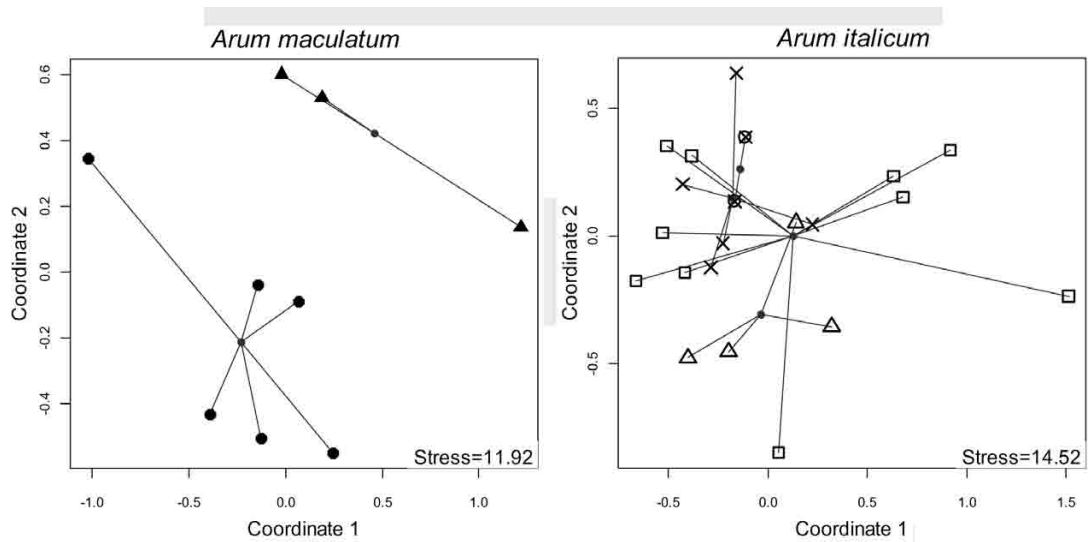 Arum maculatum
0.6
0.4
0.2
0.0
-0.2
-0.4
Coordinate 2
Stress=11.92
-1.0 -0.5 0.0 0.5 1.0
Coordinate 1
Arum italicum
0.5
0.0
-0.5
Coordinate 2
Stress=14.52
-0.5 0.0 0.5 1.0 1.5
Coordinate 1